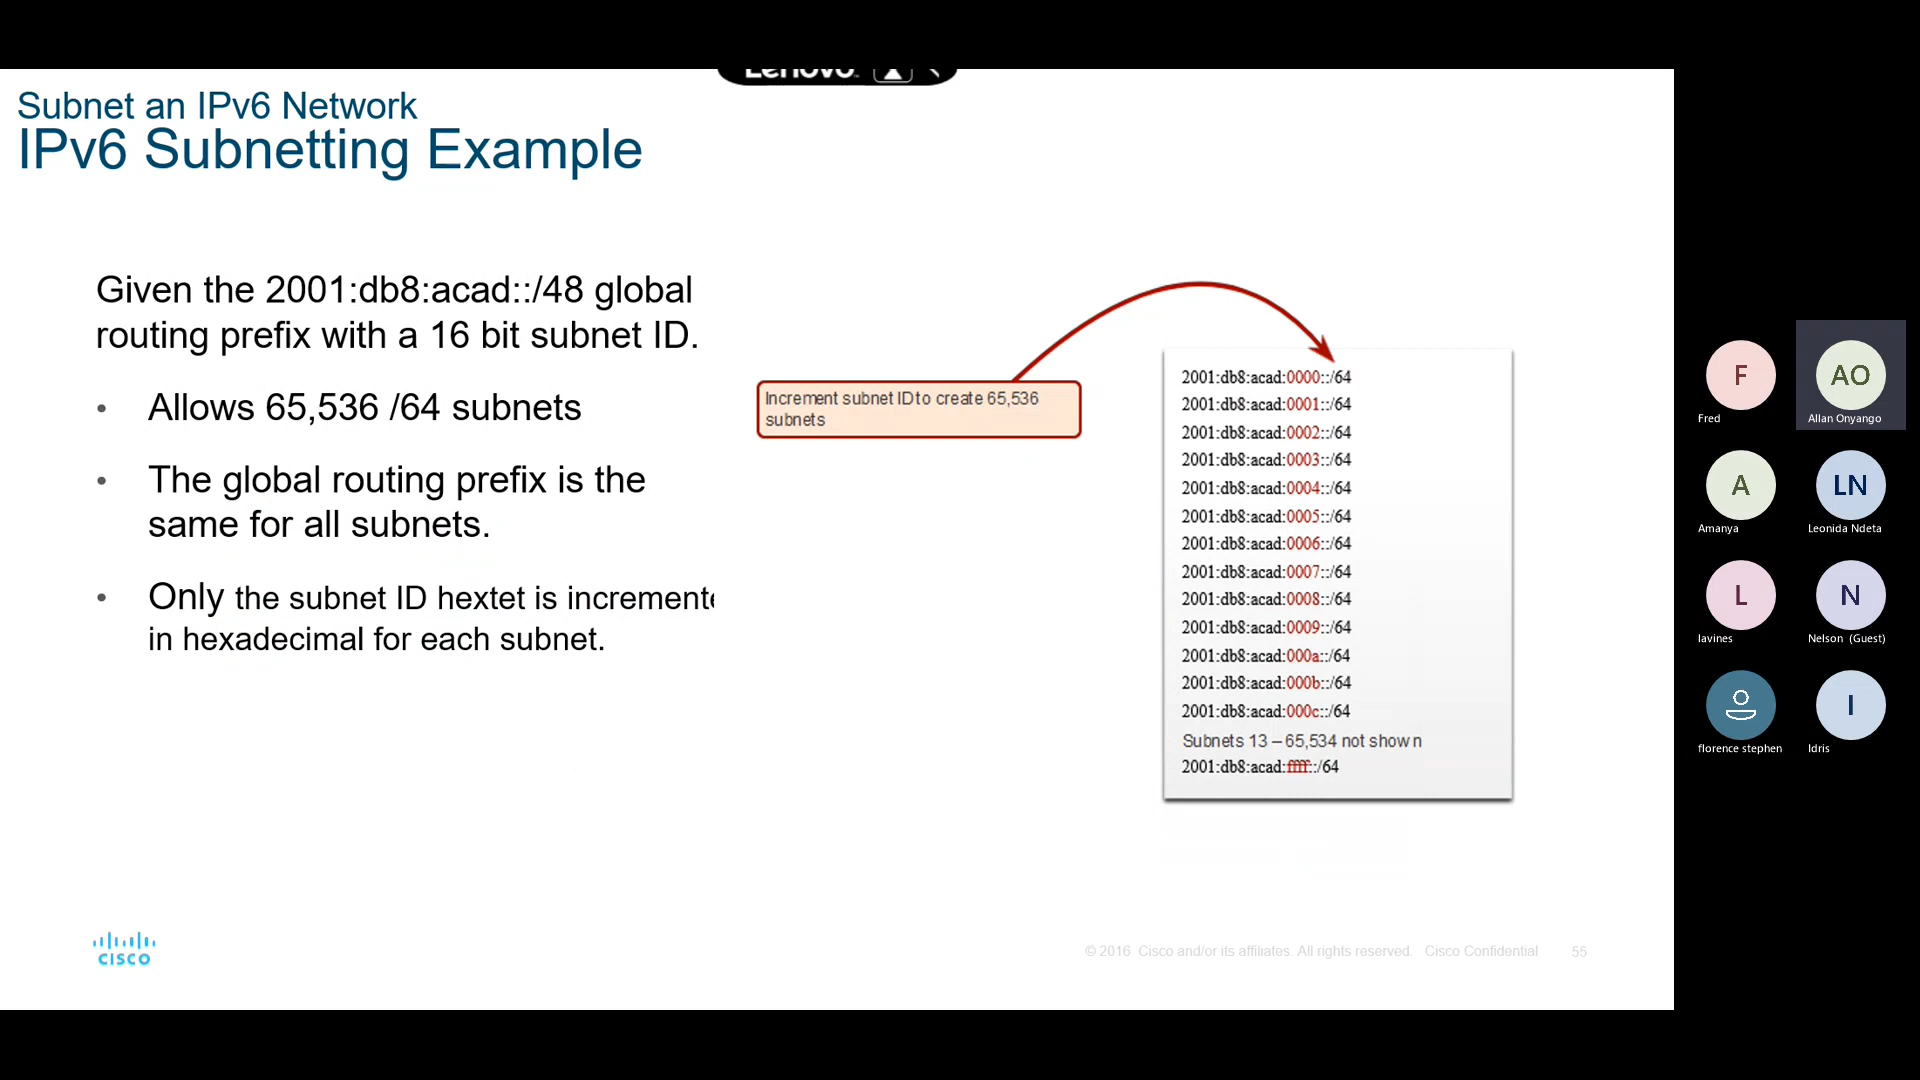 Lenovo
Subnet an IPv6 Network
IPv6 Subnetting Example
Given the 2001:db8:acad::/48 global
routing prefix with a 16 bit subnet ID.
• Allows 65,536 /64 subnets
• The global routing prefix is the
same for all subnets.
• Only the subnet ID hextet is incremente
in hexadecimal for each subnet.
Increment subnet ID to create 65,536
subnets
2001:db8:acad:0000::/64
2001:db8:acad:0001::/64
2001:db8:acad:0002::/64
2001:db8:acad:0003::/64
2001:db8:acad:0004::/64
2001:db8:acad:0005::/64
2001:db8:acad:0006::/64
2001:db8:acad:0007::/64
2001:db8:acad:0008::/64
2001:db8:acad:0009::/64
2001:db8:acad:000a::/64
2001:db8:acad:000b::/64
2001:db8:acad:000c::/64
Subnets 13 – 65,534 not shown
2001:db8:acad:ffff::/64
CISCO
© 2016 Cisco and/or its affiliates. All rights reserved. Cisco Confidential 55
F
Fred
AO
Allan Onyango
A
Amanya
LN
Leonida Ndeta
L
lavines
N
Nelson (Guest)
florence stephen
I
Idris